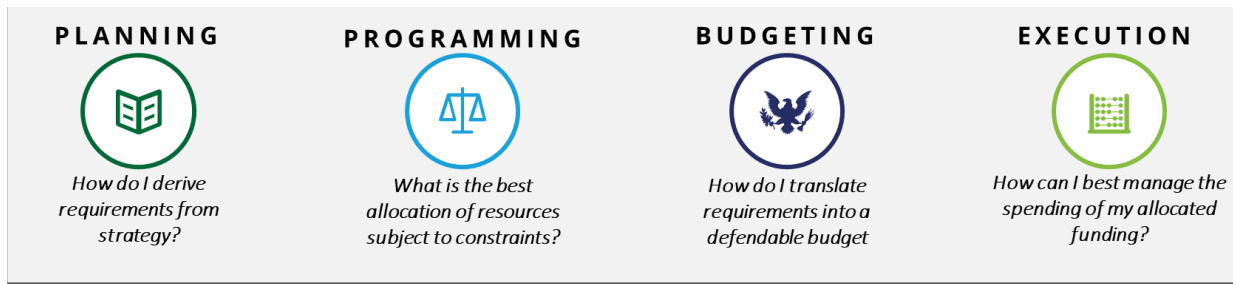 PLANNING
How do I derive
requirements from
strategy?
PROGRAMMING
What is the best
allocation of resources
subject to constraints?
BUDGETING
How do I translate
requirements into a
defendable budget
EXECUTION
How can I best manage the
spending of my allocated
funding?